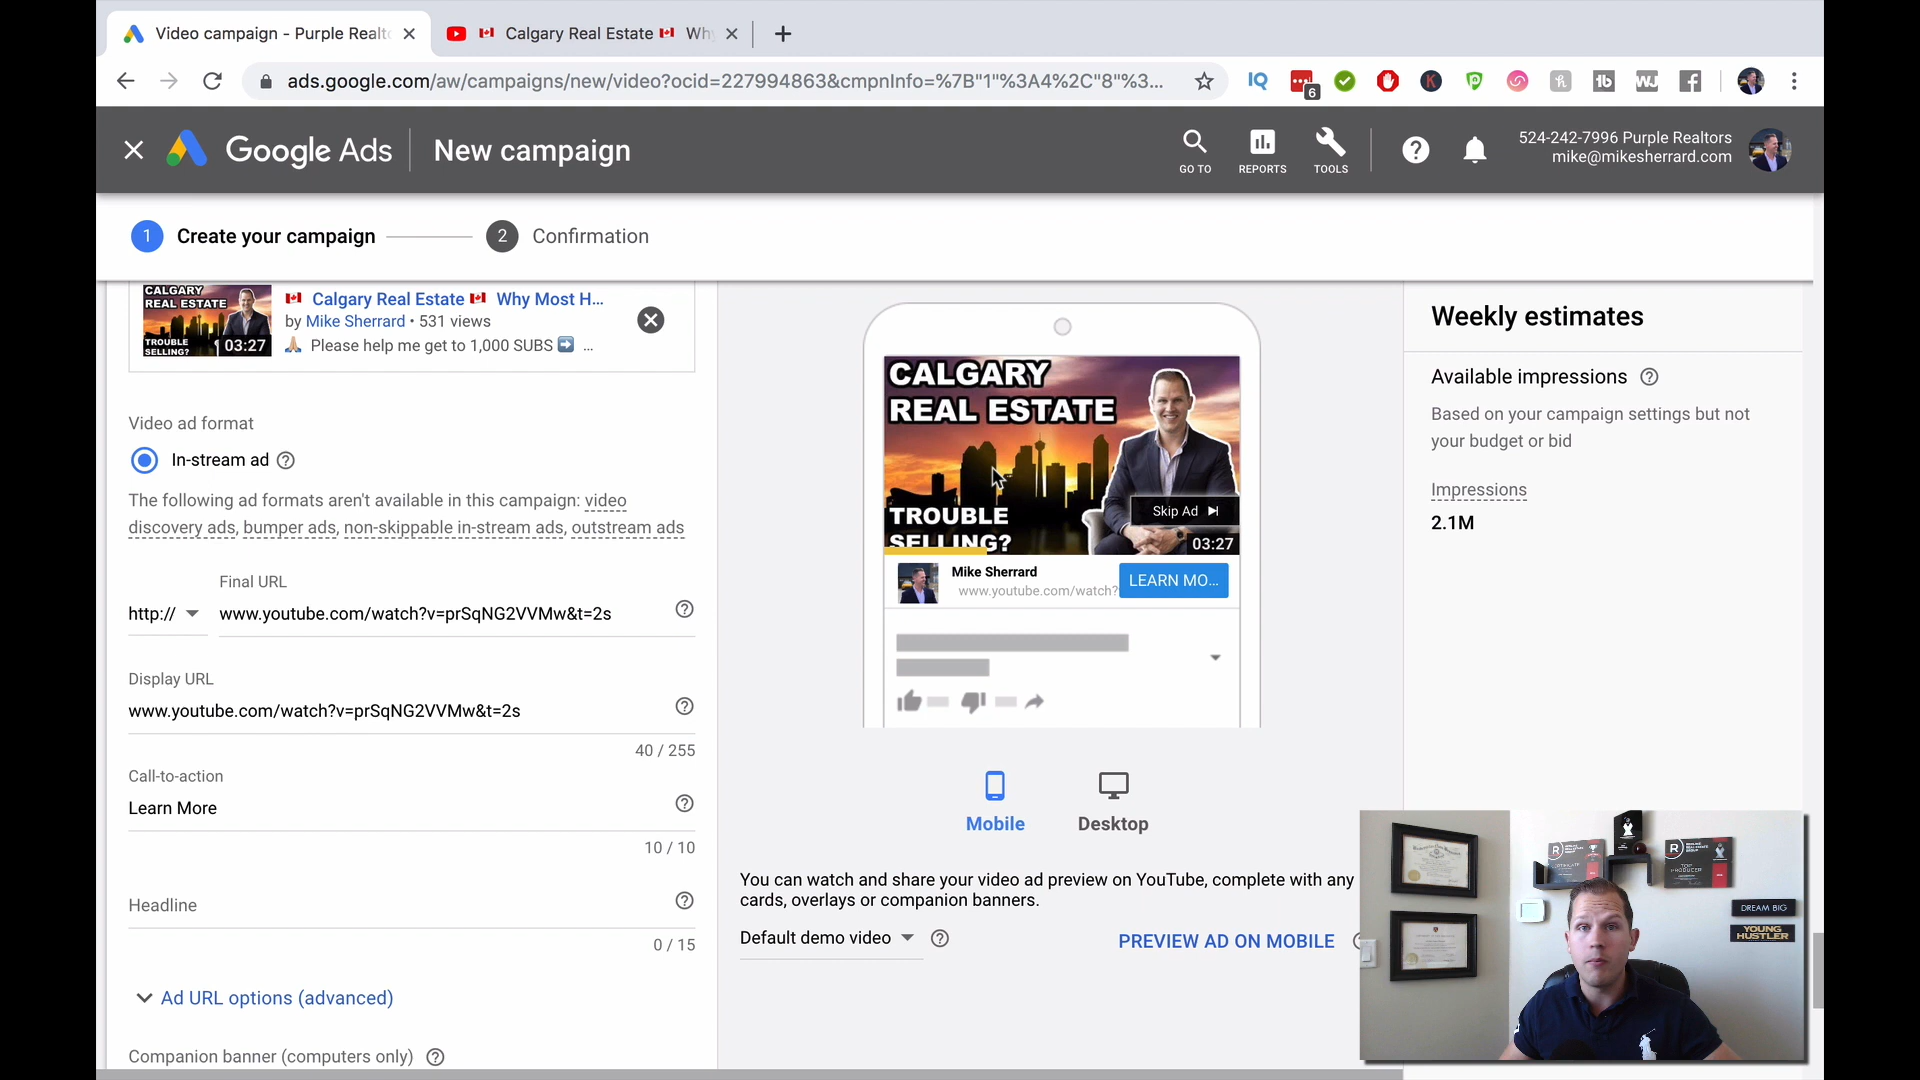 Video campaign - Purple Realt
Calgary Real Estate
Wh
ads.google.com/aw/campaigns/new/video?ocid=227994863&cmpnInfo=%7B"1"%3A4%2C"8"%3...
IQ
6
K
tb
WJ
Google Ads
New campaign
GO TO
REPORTS
TOOLS
524-242-7996 Purple Realtors
mike@mikesherrard.com
1 Create your campaign
2 Confirmation
CALGARY
REAL ESTATE
TROUBLE
SELLING?
03:27
Calgary Real Estate Why Most H...
by Mike Sherrard • 531 views
Please help me get to 1,000 SUBS ➡ ...
Video ad format
In-stream ad
The following ad formats aren't available in this campaign: video
discovery ads, bumper ads, non-skippable in-stream ads, outstream ads
Final URL
http:// www.youtube.com/watch?v=prSqNG2VVMw&t=2s
Display URL
www.youtube.com/watch?v=prSqNG2VVMw&t=2s
40 / 255
Call-to-action
Learn More
10 / 10
Headline
0 / 15
Ad URL options (advanced)
Companion banner (computers only)
CALGARY
REAL ESTATE
TROUBLE
SELLING?
Skip Ad
03:27
Mike Sherrard
www.youtube.com/watch?
LEARN MO...
Mobile
Desktop
You can watch and share your video ad preview on YouTube, complete with any
cards, overlays or companion banners.
Default demo video
PREVIEW AD ON MOBILE
Weekly estimates
Available impressions
Based on your campaign settings but not
your budget or bid
Impressions
2.1M
R
R
TOP
PRODUCER
DREAM BIG
YOUNG
HUSTLER